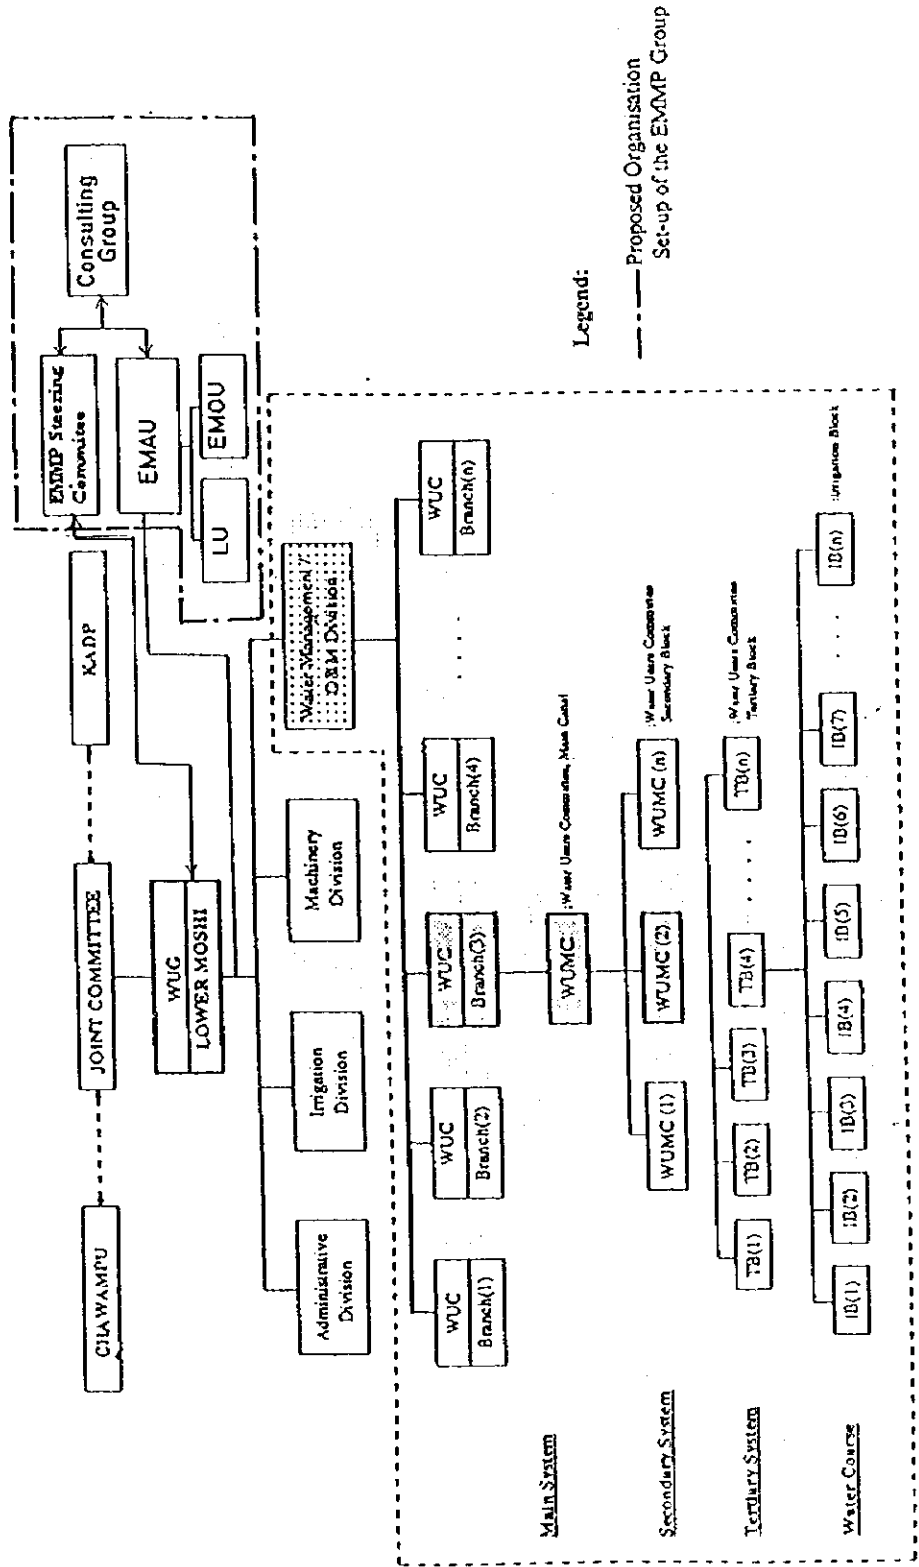 CHAWAMPU
JOINT COMMITTEE
KADP
EMMP Steering
Commitee
Consulting
Group
WUC
LOWER MOSHI
EMAU
LU
EMOU
Administrative
Division
Irrigation
Division
Machinery
Division
Water Management /
O&M Division
Main System
WUC
Branch(1)
WUC
Branch(2)
WUC
Branch(3)
WUC
Branch(4)
. . . .
WUC
Branch(n)
WUMC
:Water Users Committee, Main Canal
Secondary System
WUMC (1)
WUMC (2)
WUMC (n)
:Water Users Committee
Secondary Block
Tertiary System
TB(1)
TB(2)
TB(3)
TB(4)
. . . . .
TB(n)
:Water Users Committee
Tertiary Block
Water Course
IB(1)
IB(2)
IB(3)
IB(4)
IB(5)
IB(6)
IB(7)
. . . .
IB(n)
:Irrigation Block
Legend:
Proposed Organisation
Set-up of the EMMP Group